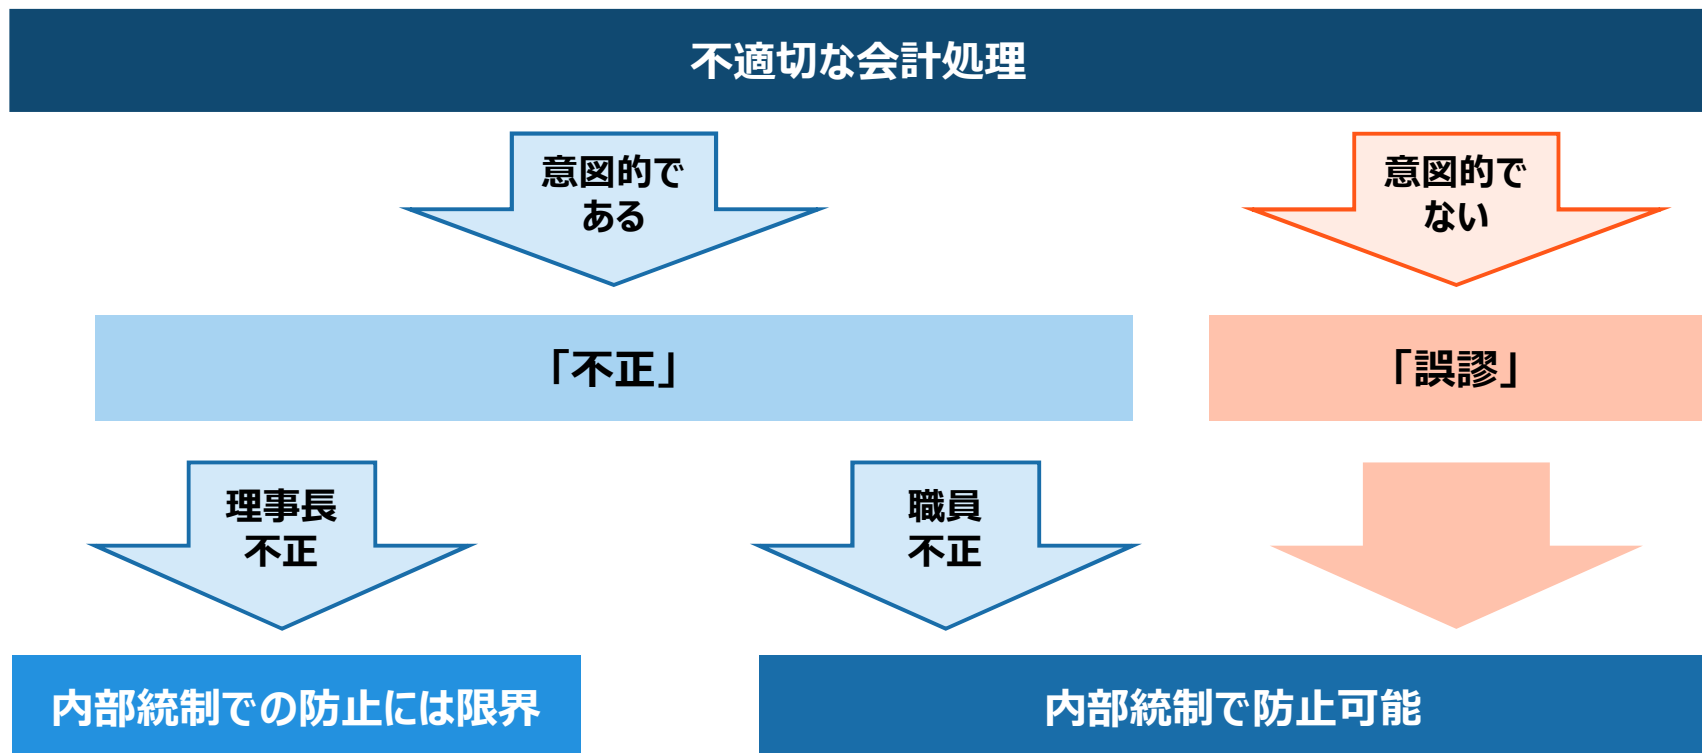 不適切な会計処理
意図的で
ある
意図的で
ない
「不正」
「誤謬」
理事長
不正
職員
不正
内部統制での防止には限界
内部統制で防止可能